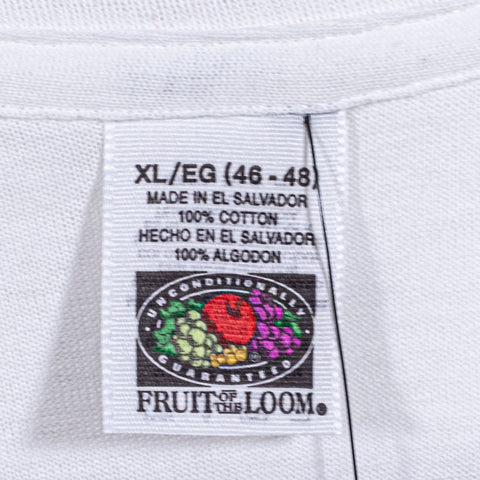 XL/EG (46 - 48)
MADE IN EL SALVADOR
100% COTTON
HECHO EN EL SALVADOR
100% ALGODON
UNCONDITIONALLY
GUARANTEED
FRUIT OF THE LOOM®